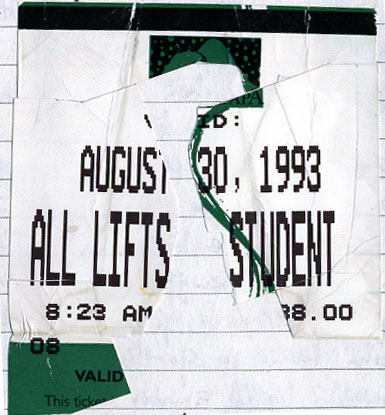 ID:
AUGUST 30, 1993
ALL LIFTS STUDENT
8:23 AM 38.00
08
VALID
This ticket